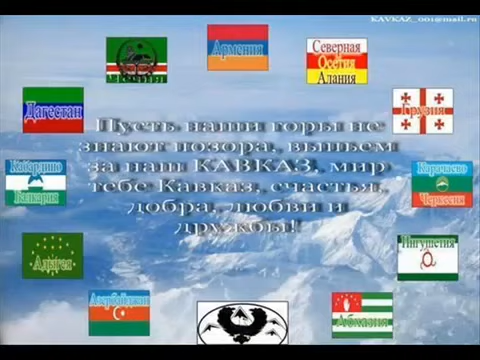 KAVKAZ_001@mail.ru
Чечня
Армения
Северная
Осетия
Алания
Дагестан
Грузия
Пусть наши горы не
знают позора, выпьем
за наш КАВКАЗ, мир
тебе Кавказ, счастья,
добра, любви и
дружбы!!
Кабардино
Балкария
Карачаево
Черкесия
Адыгея
Ингушетия
Азербайджан
Абхазия